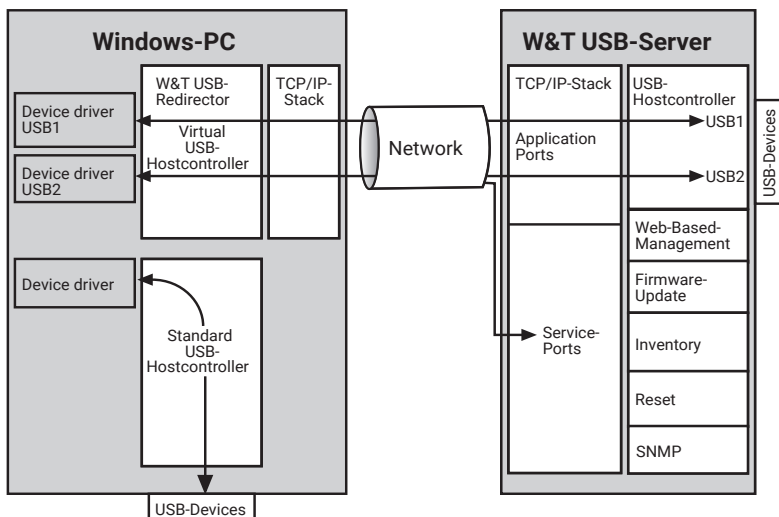 Windows-PC
W&T USB-
Redirector
Virtual
USB-
Hostcontroller
TCP/IP-
Stack
Device driver
USB1
Device driver
USB2
Device driver
Standard
USB-
Hostcontroller
USB-Devices
Network
W&T USB-Server
TCP/IP-Stack
Application
Ports
Service-
Ports
USB-
Hostcontroller
USB1
USB2
Web-Based-
Management
Firmware-
Update
Inventory
Reset
SNMP
USB-Devices